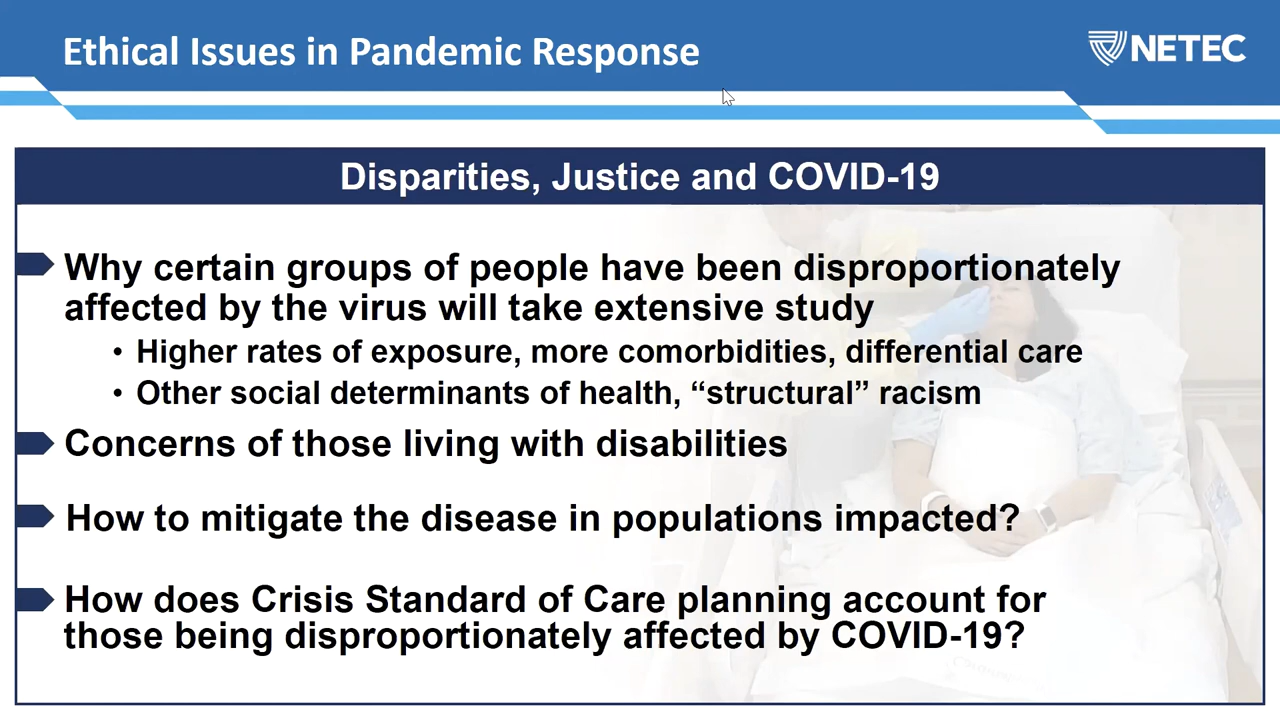 Ethical Issues in Pandemic Response
NETEC
Disparities, Justice and COVID-19
Why certain groups of people have been disproportionately
affected by the virus will take extensive study
• Higher rates of exposure, more comorbidities, differential care
• Other social determinants of health, “structural” racism
Concerns of those living with disabilities
How to mitigate the disease in populations impacted?
How does Crisis Standard of Care planning account for
those being disproportionately affected by COVID-19?